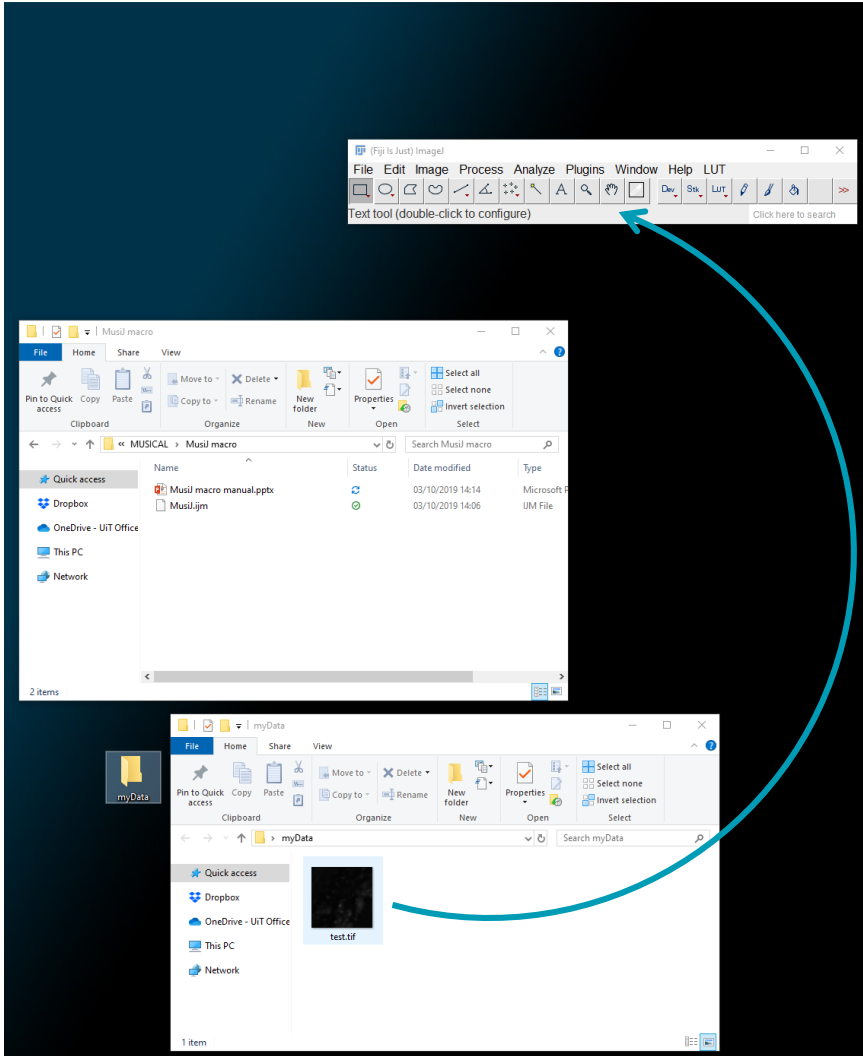 (Fiji Is Just) ImageJ
File Edit Image Process Analyze Plugins Window Help LUT
A Dev Stk LUT >>
Text tool (double-click to configure)
Click here to search
MusiJ macro
File Home Share View
Pin to Quick access
Copy
Paste
Move to
Copy to
Delete
Rename
New folder
Properties
Select all
Select none
Invert selection
Clipboard Organize New Open Select
« MUSICAL > MusiJ macro
Search MusiJ macro
Name Status Date modified Type
MusiJ macro manual.pptx 03/10/2019 14:14 Microsoft P
MusiJ.ijm 03/10/2019 14:06 IJM File
Quick access
Dropbox
OneDrive - UiT Office
This PC
Network
2 items
myData
myData
File Home Share View
Pin to Quick access
Copy
Paste
Move to
Copy to
Delete
Rename
New folder
Properties
Select all
Select none
Invert selection
Clipboard Organize New Open Select
> myData
Search myData
Quick access
Dropbox
OneDrive - UiT Office
This PC
Network
test.tif
1 item